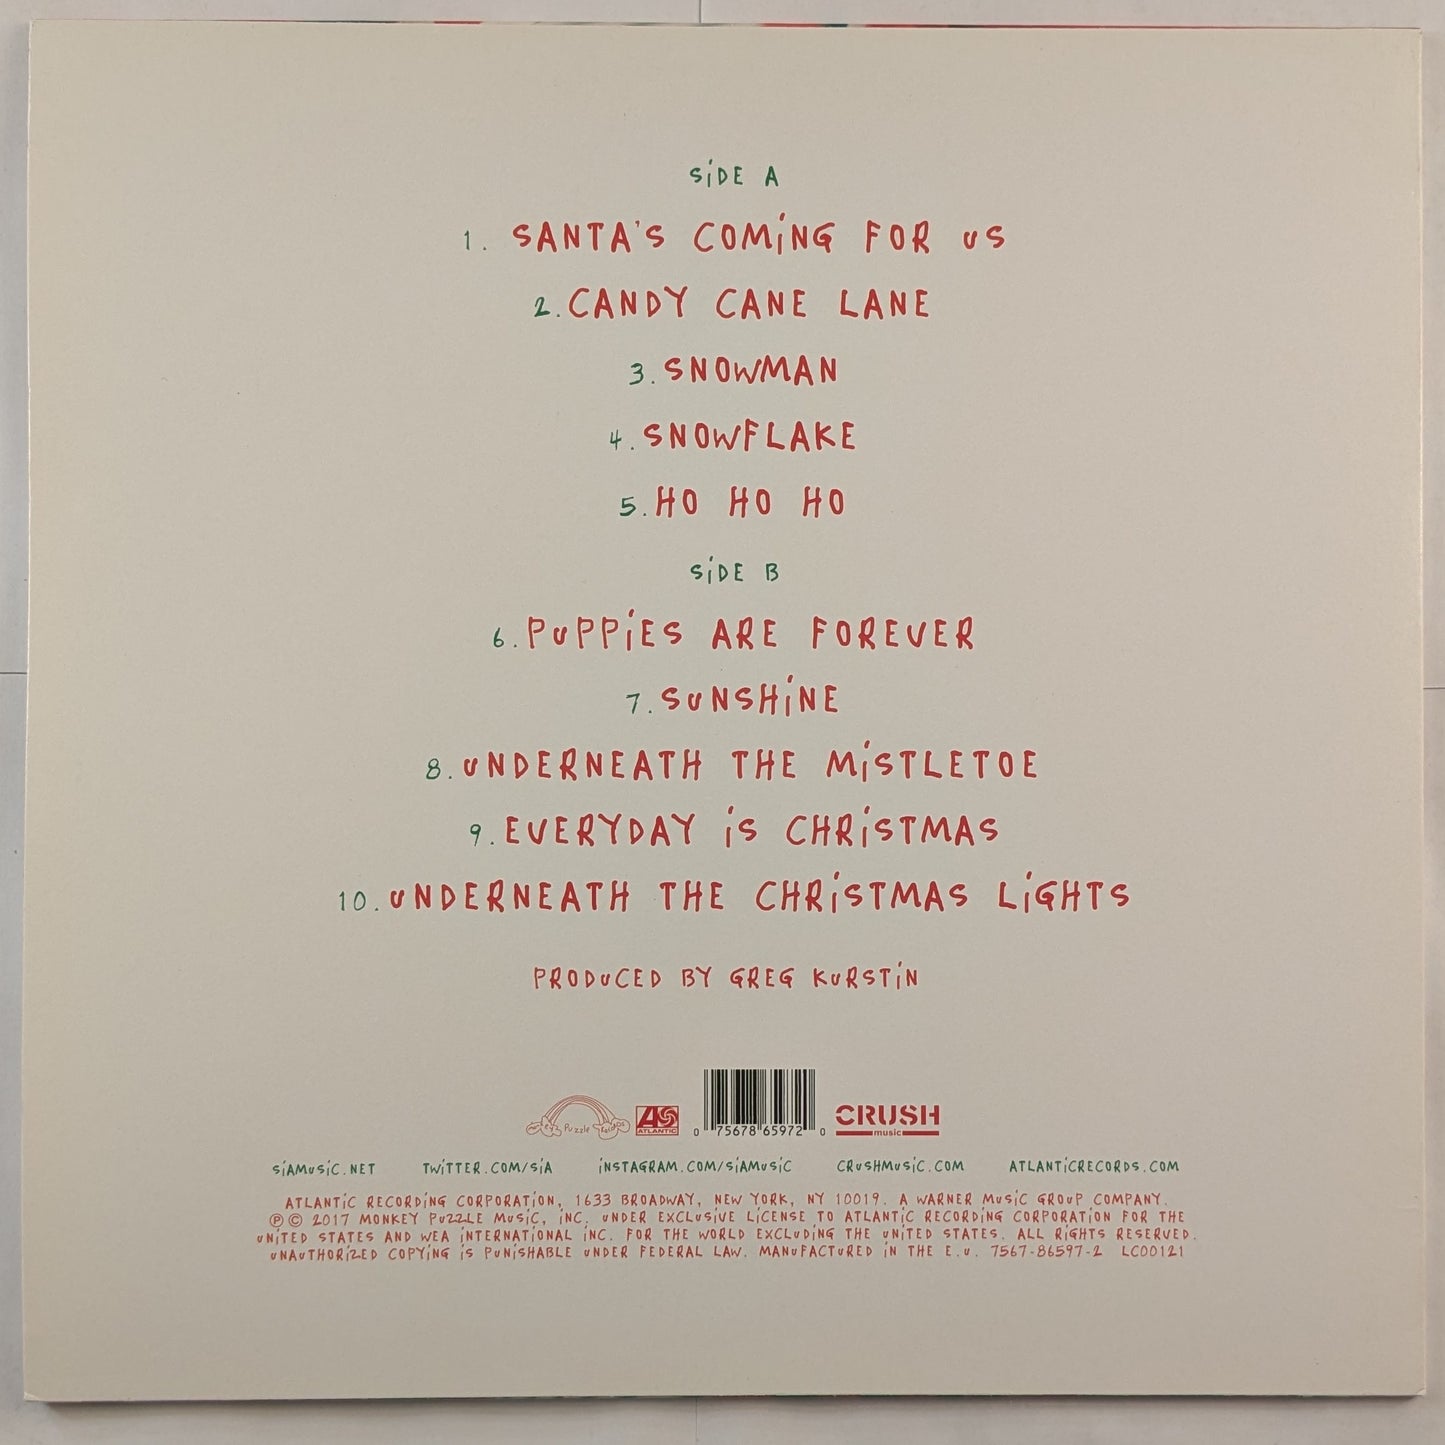 SiDE A
1. SANTA'S COMiNG FOR US
2. CANDY CANE LANE
3. SNOWMAN
4. SNOWFLAKE
5. HO HO HO
SiDE B
6. PUPPiES ARE FOREVER
7. SUNSHiNE
8. UNDERNEATH THE MiSTLETOE
9. EVERYDAY iS CHRiSTMAS
10. UNDERNEATH THE CHRiSTMAS LiGHTS
PRODUCED BY GREG KURSTiN
Puzzle
ATLANTIC
0 75678 65972 0
CRUSH
music
SiAMUSiC.NET TWiTTER.COM/SiA iNSTAGRAM.COM/SiAMUSiC CRUSHMUSiC.COM ATLANTiCRECORDS.COM
ATLANTiC RECORDiNG CORPORATiON, 1633 BROADWAY, NEW YORK, NY 10019. A WARNER MUSiC GROUP COMPANY.
℗ © 2017 MONKEY PUZZLE MUSiC, iNC. UNDER EXCLUSiVE LiCENSE TO ATLANTiC RECORDiNG CORPORATiON FOR THE
UNiTED STATES AND WEA iNTERNATiONAL iNC. FOR THE WORLD EXCLUDiNG THE UNiTED STATES. ALL RiGHTS RESERVED.
UNAUTHORiZED COPYiNG iS PUNiSHABLE UNDER FEDERAL LAW. MANUFACTURED iN THE E.U. 7567-86597-2 LC00121